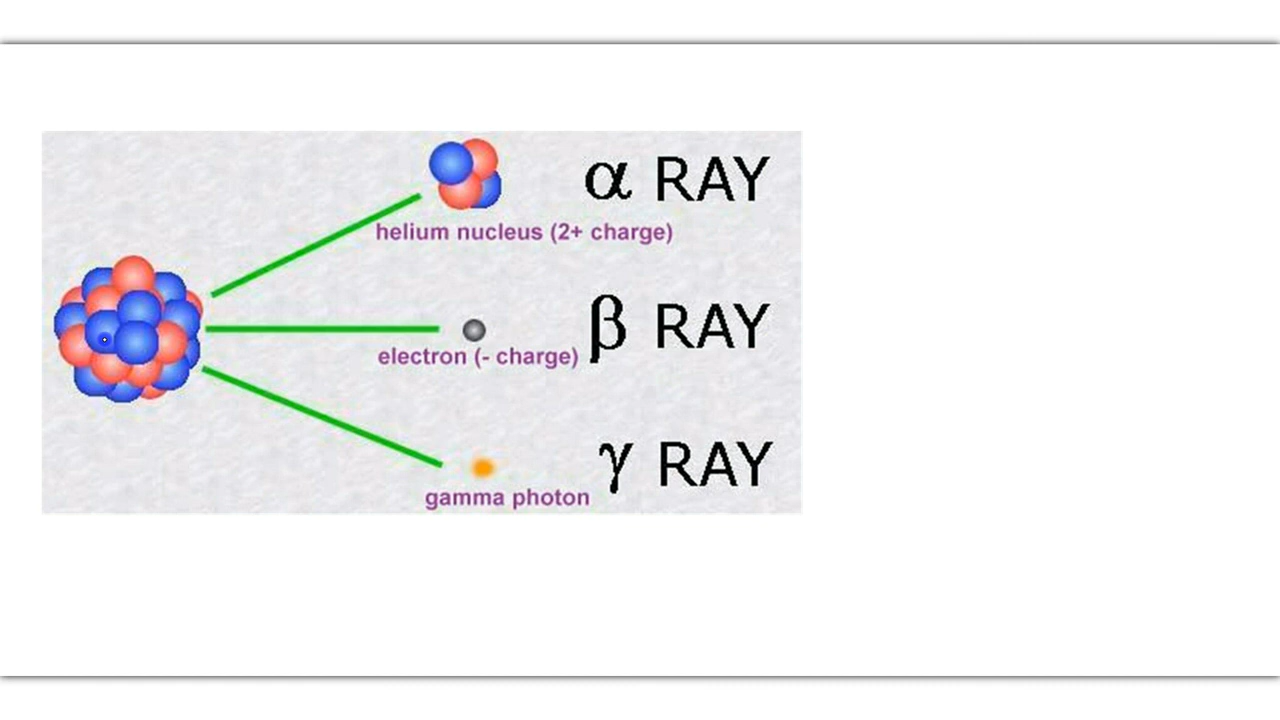 α RAY
helium nucleus (2+ charge)
β RAY
electron (- charge)
γ RAY
gamma photon